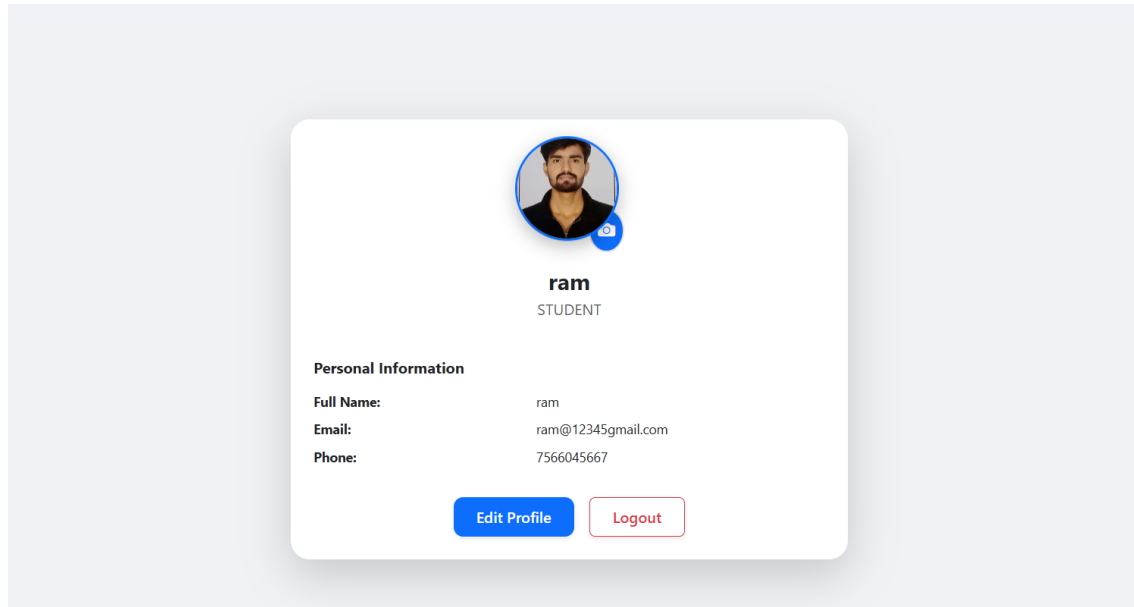 ram
STUDENT
Personal Information
Full Name: ram
Email: ram@12345gmail.com
Phone: 7566045667
Edit Profile Logout